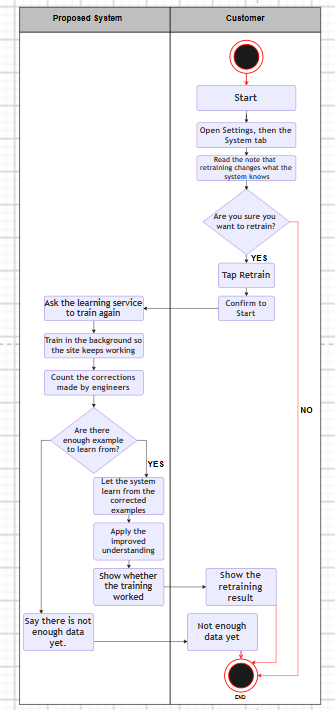 Proposed System
Customer
Start
Open Settings, then the
System tab
Read the note that
retraining changes what the
system knows
Are you sure you
want to retrain?
YES
Tap Retrain
Confirm to
Start
Ask the learning service
to train again
Train in the background so
the site keeps working
Count the corrections
made by engineers
NO
Are there
enough example
to learn from?
YES
Let the system
learn from the
corrected
examples
Apply the
improved
understanding
Show whether
the training
worked
Show the
retraining
result
Say there is not
enough data
yet.
Not enough
data yet
END